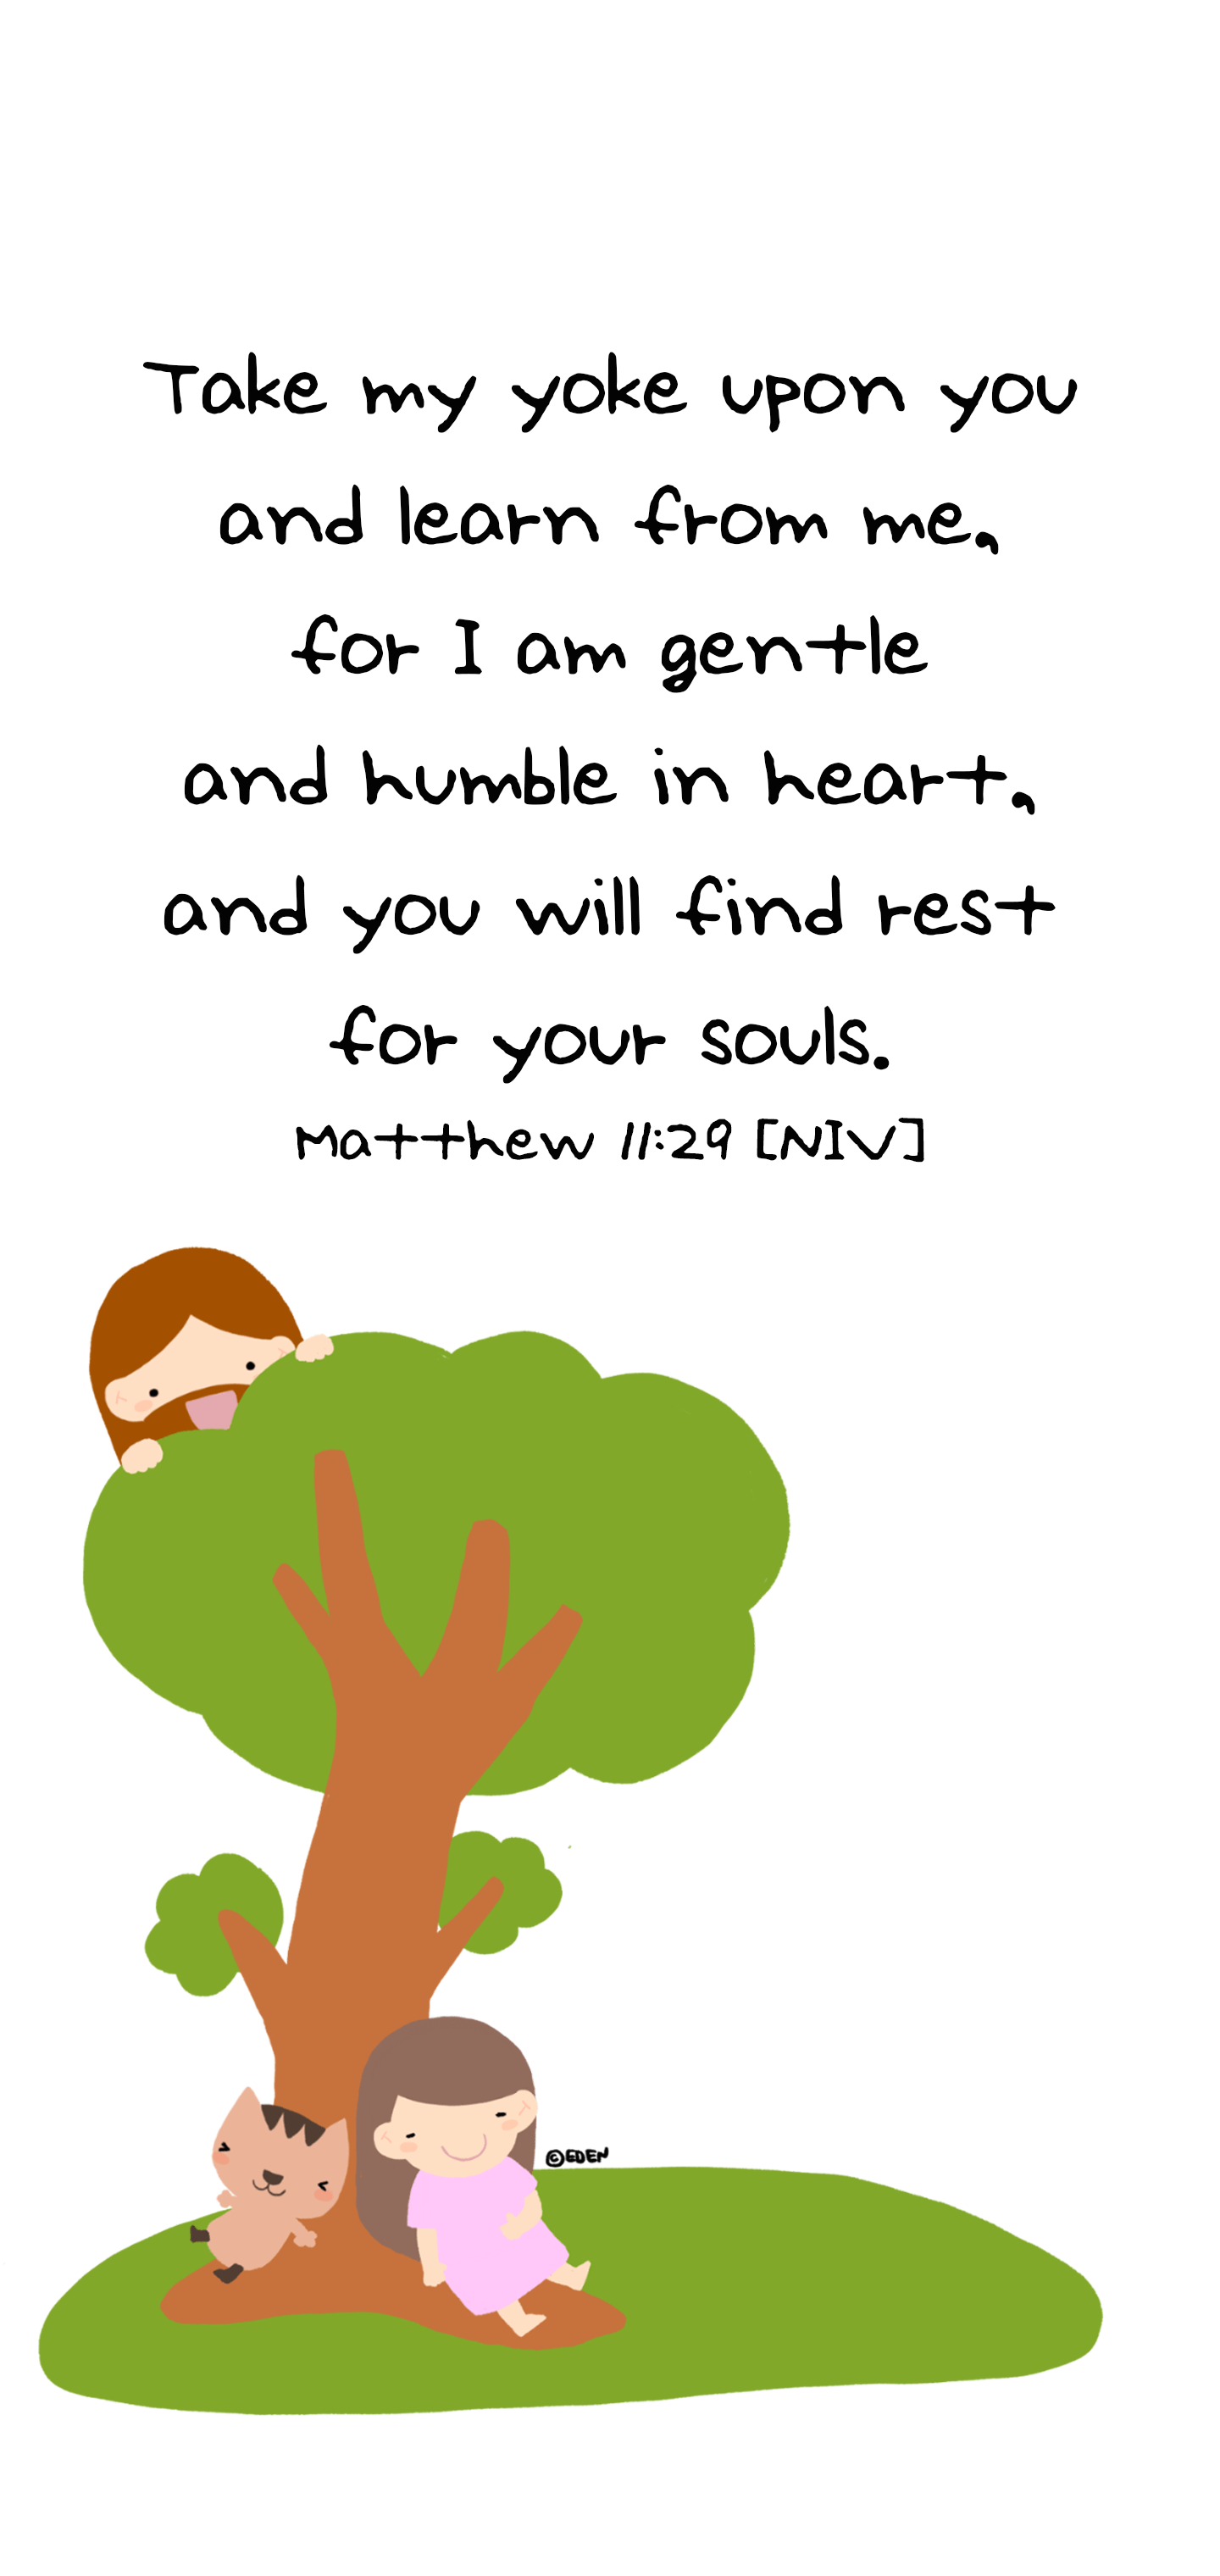 Take my yoke upon you
and learn from me,
for I am gentle
and humble in heart,
and you will find rest
for your souls.
Matthew 11:29 [NIV]
©EDEN